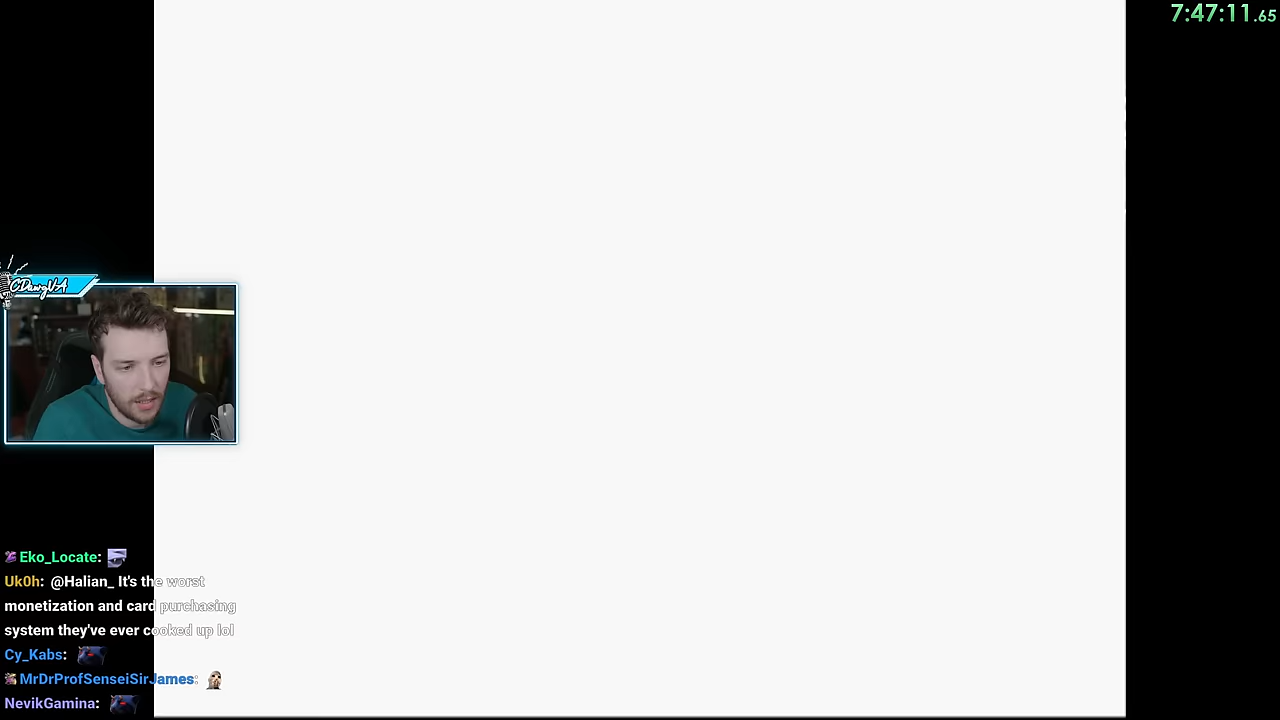 7:47:11.65
CDawgVA
Eko_Locate:
Uk0h: @Halian_ It's the worst
monetization and card purchasing
system they've ever cooked up lol
Cy_Kabs:
MrDrProfSenseiSirJames:
NevikGamina: